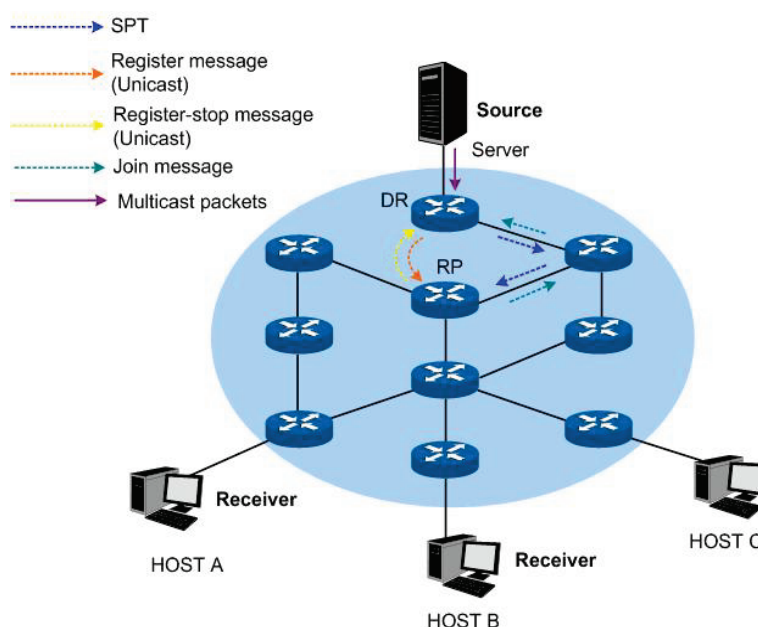 SPT
Register message
(Unicast)
Register-stop message
(Unicast)
Join message
Multicast packets
Source
Server
DR
RP
Receiver
HOST A
Receiver
HOST B
HOST C